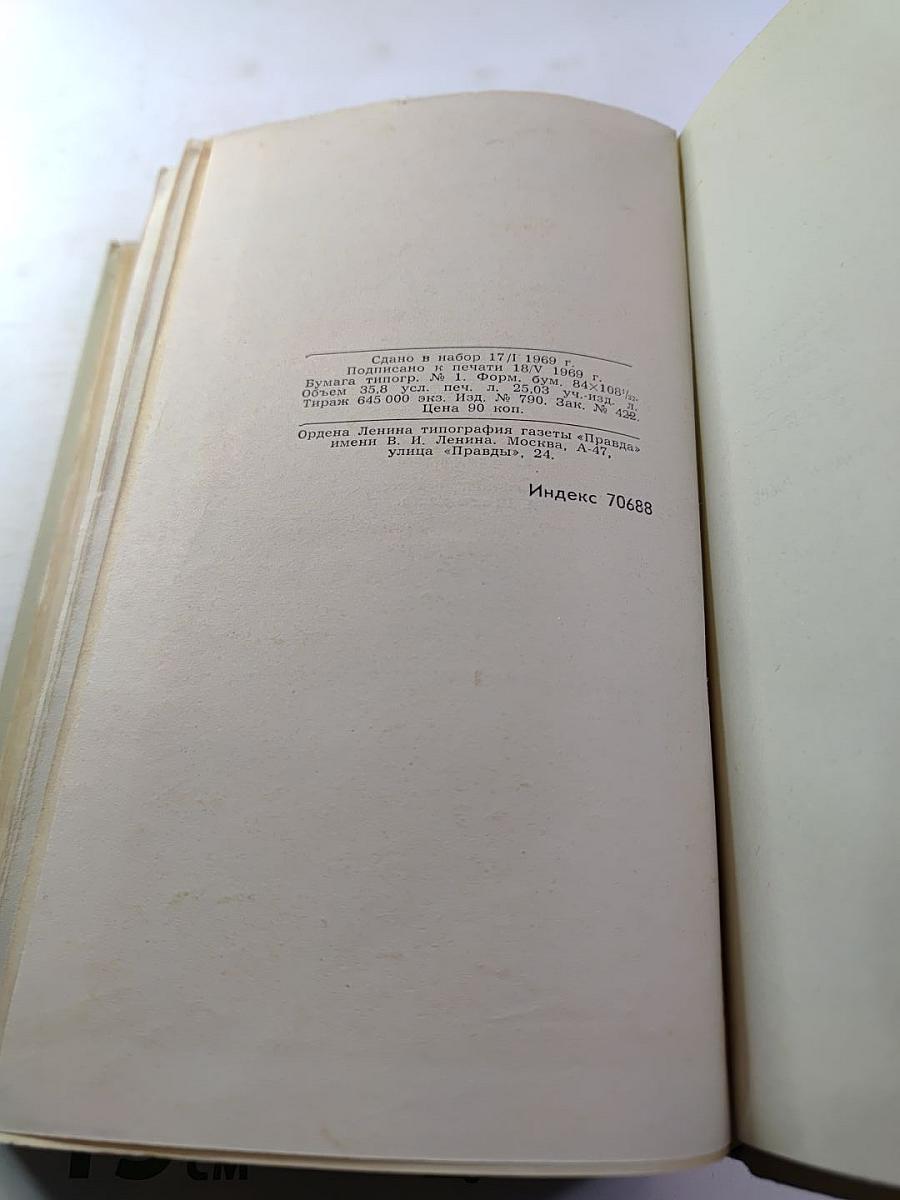 Сдано в набор 17/I 1969 г.
Подписано к печати 18/V 1969 г.
Бумага типогр. № 1. Форм. бум. 84×108¹/₃₂.
Объем 35,8 усл. печ. л. 25,03 уч.-изд. л.
Тираж 645 000 экз. Изд. № 790. Зак. № 422.
Цена 90 коп.
Ордена Ленина типография газеты «Правда»
имени В. И. Ленина. Москва, А-47,
улица «Правды», 24.
Индекс 70688
см